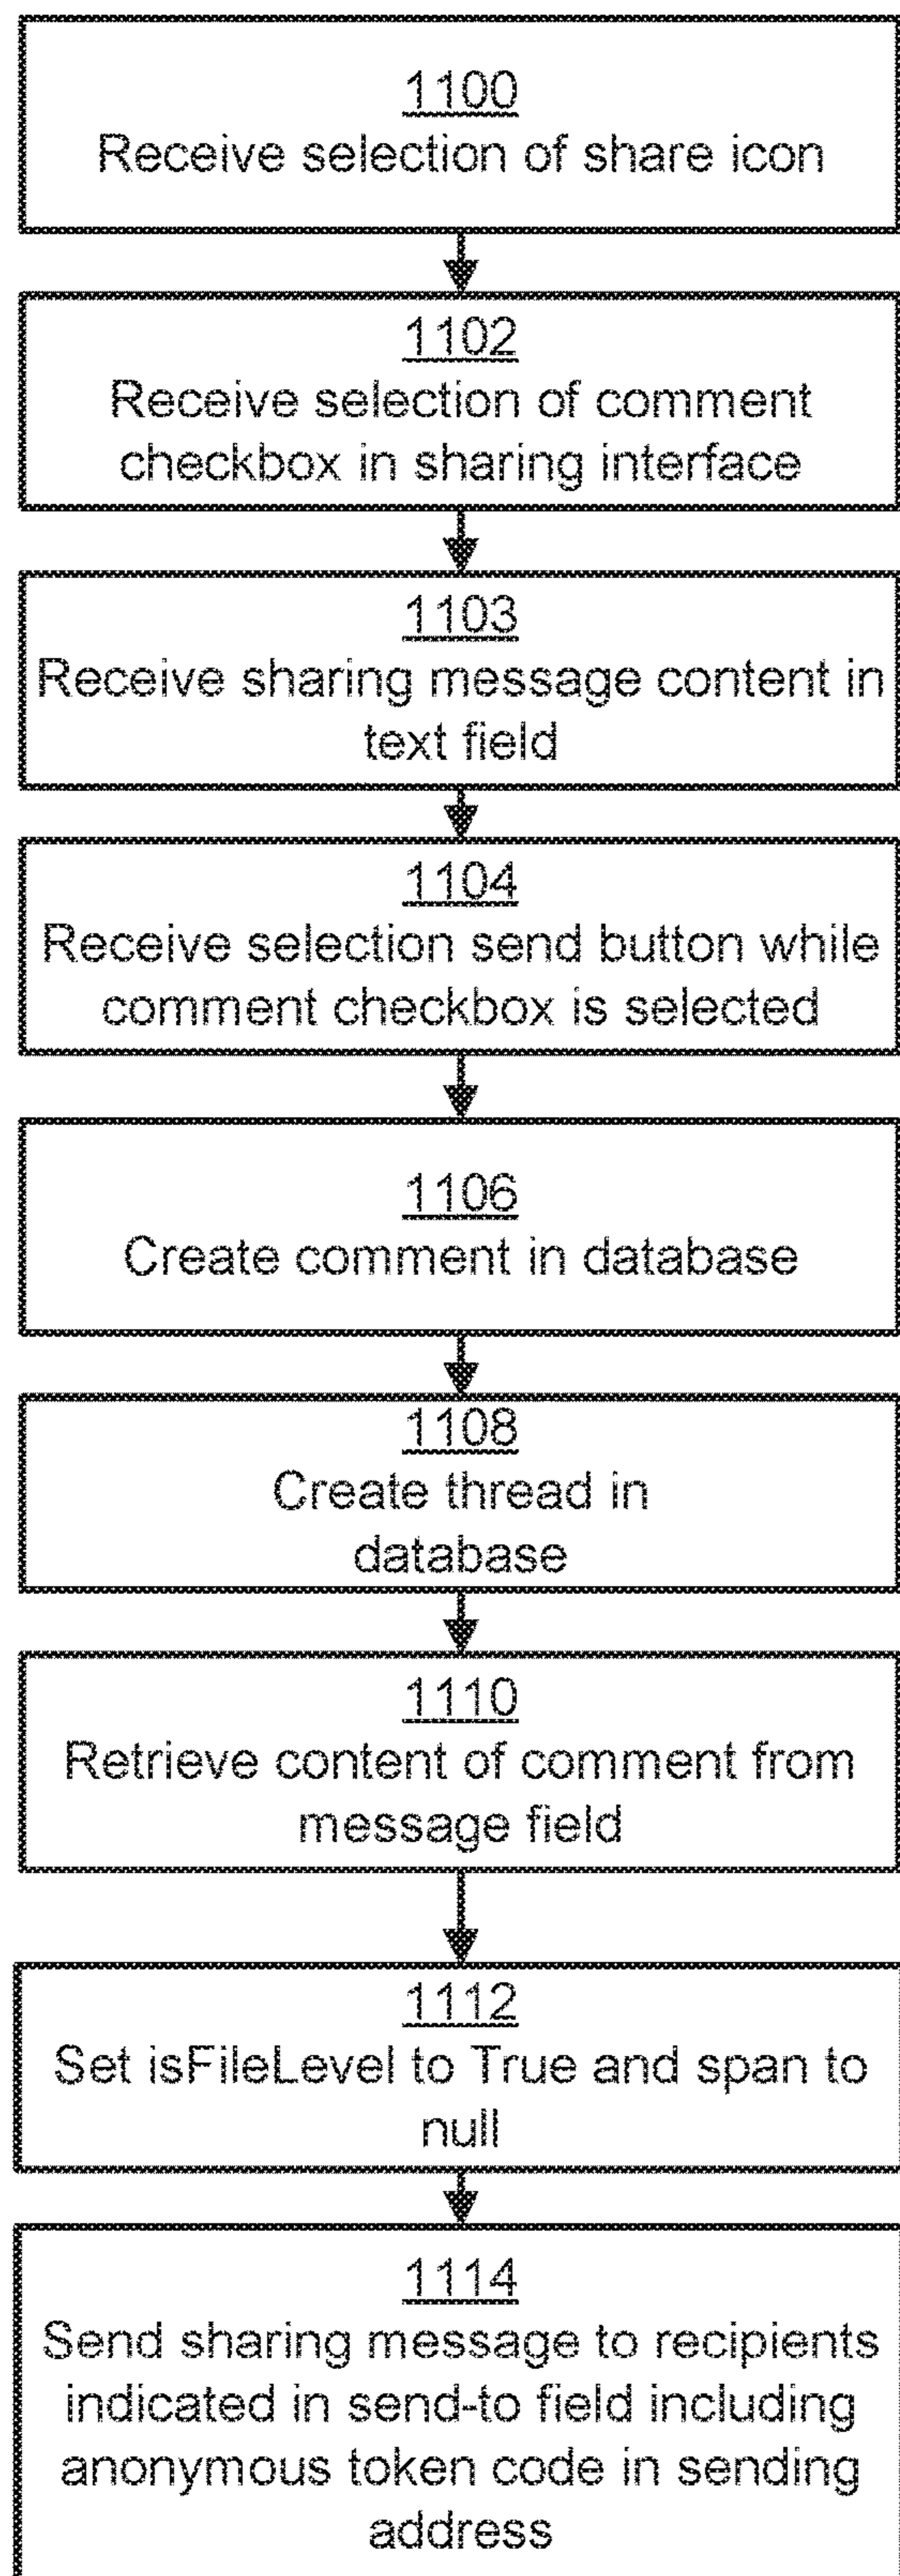 1100
Receive selection of share icon
1102
Receive selection of comment
checkbox in sharing interface
1103
Receive sharing message content in
text field
1104
Receive selection send button while
comment checkbox is selected
1106
Create comment in database
1108
Create thread in
database
1110
Retrieve content of comment from
message field
1112
Set isFileLevel to True and span to
null
1114
Send sharing message to recipients
indicated in send-to field including
anonymous token code in sending
address